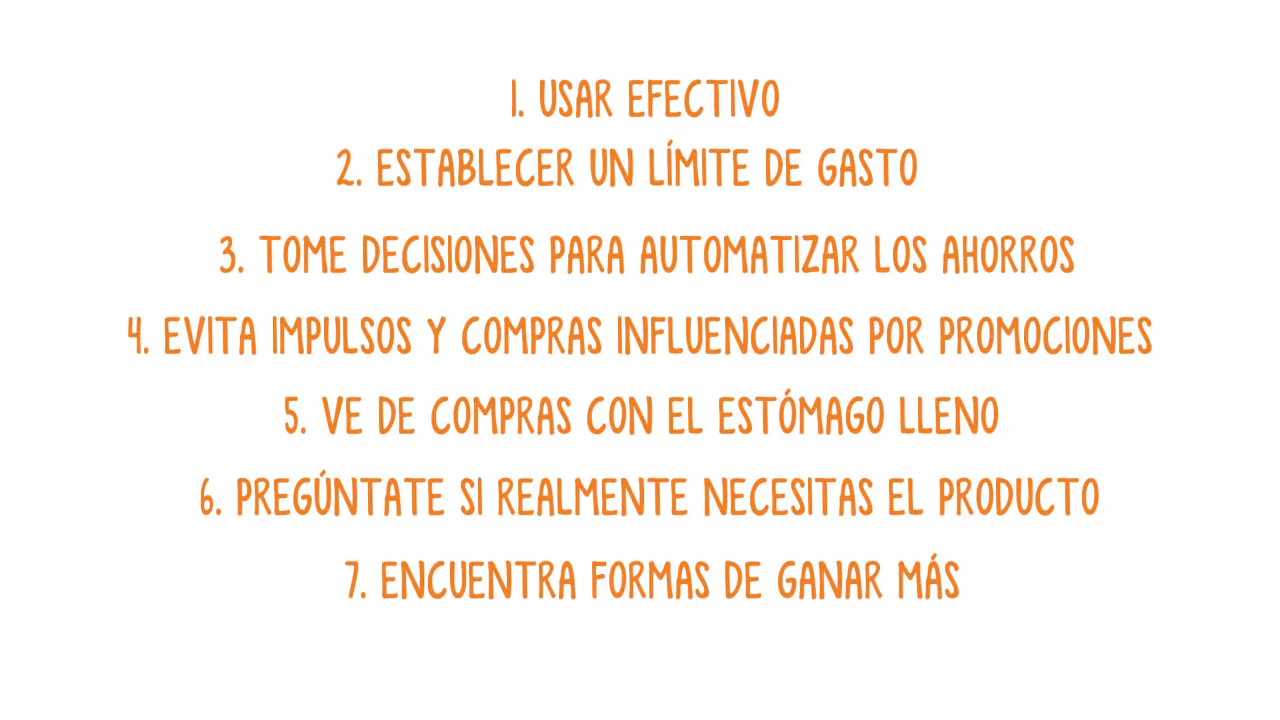 1. USAR EFECTIVO
2. ESTABLECER UN LÍMITE DE GASTO
3. TOME DECISIONES PARA AUTOMATIZAR LOS AHORROS
4. EVITA IMPULSOS Y COMPRAS INFLUENCIADAS POR PROMOCIONES
5. VE DE COMPRAS CON EL ESTÓMAGO LLENO
6. PREGÚNTATE SI REALMENTE NECESITAS EL PRODUCTO
7. ENCUENTRA FORMAS DE GANAR MÁS